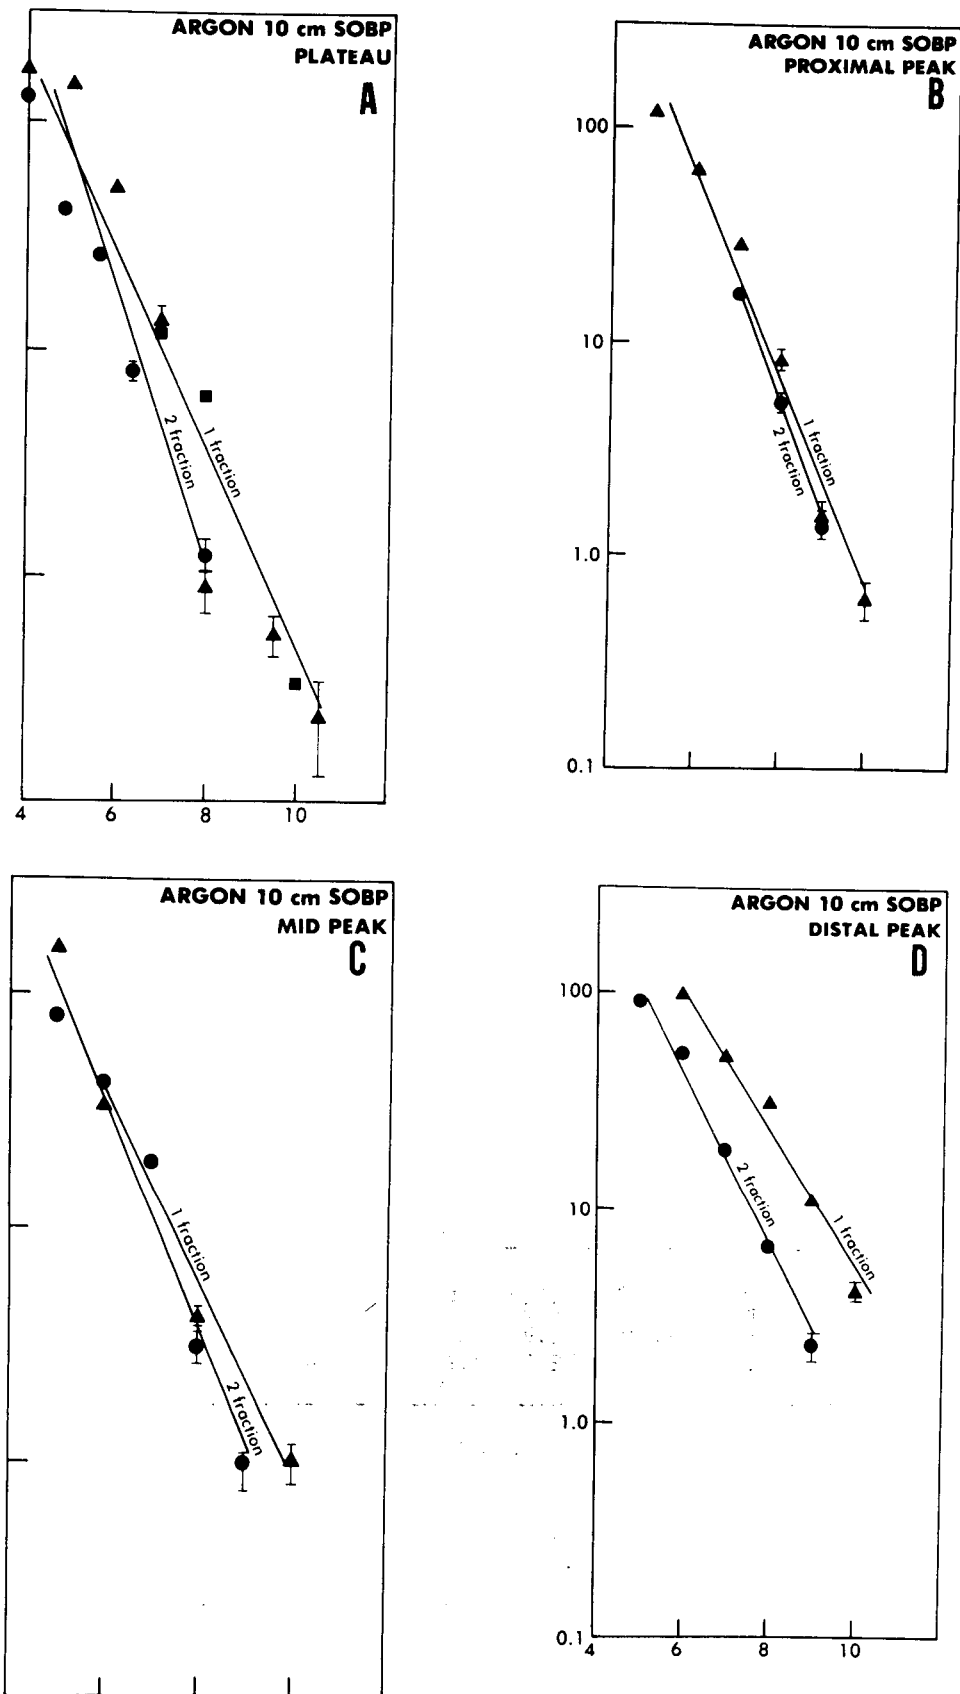 ARGON 10 cm SOBP
PLATEAU
A
2 fraction
1 fraction
4
6
8
10
ARGON 10 cm SOBP
PROXIMAL PEAK
B
100
10
1.0
0.1
1 fraction
2 fraction
ARGON 10 cm SOBP
MID PEAK
C
1 fraction
2 fraction
ARGON 10 cm SOBP
DISTAL PEAK
D
100
10
1.0
0.1
2 fraction
1 fraction
4
6
8
10